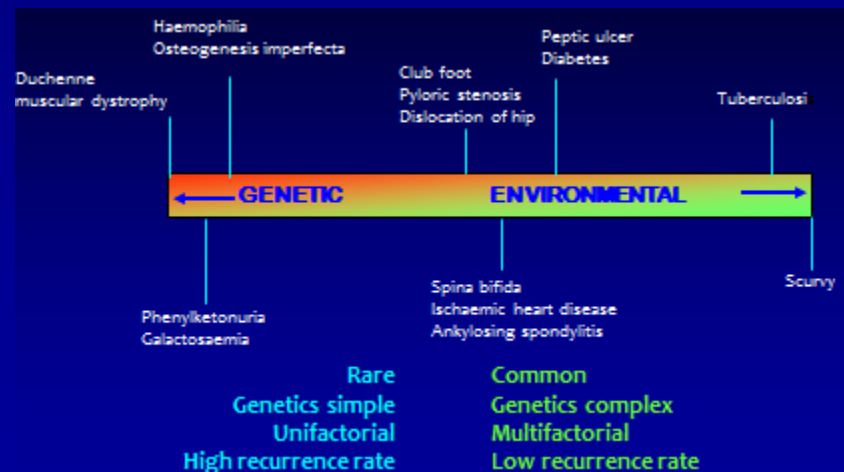 Haemophilia
Osteogenesis imperfecta
Peptic ulcer
Diabetes
Duchenne
muscular dystrophy
Club foot
Pyloric stenosis
Dislocation of hip
Tuberculosi
GENETIC
ENVIRONMENTAL
Phenylketonuria
Galactosaemia
Spina bifida
Ischaemic heart disease
Ankylosing spondylitis
Scurvy
Rare
Common
Genetics simple
Genetics complex
Unifactorial
Multifactorial
High recurrence rate
Low recurrence rate